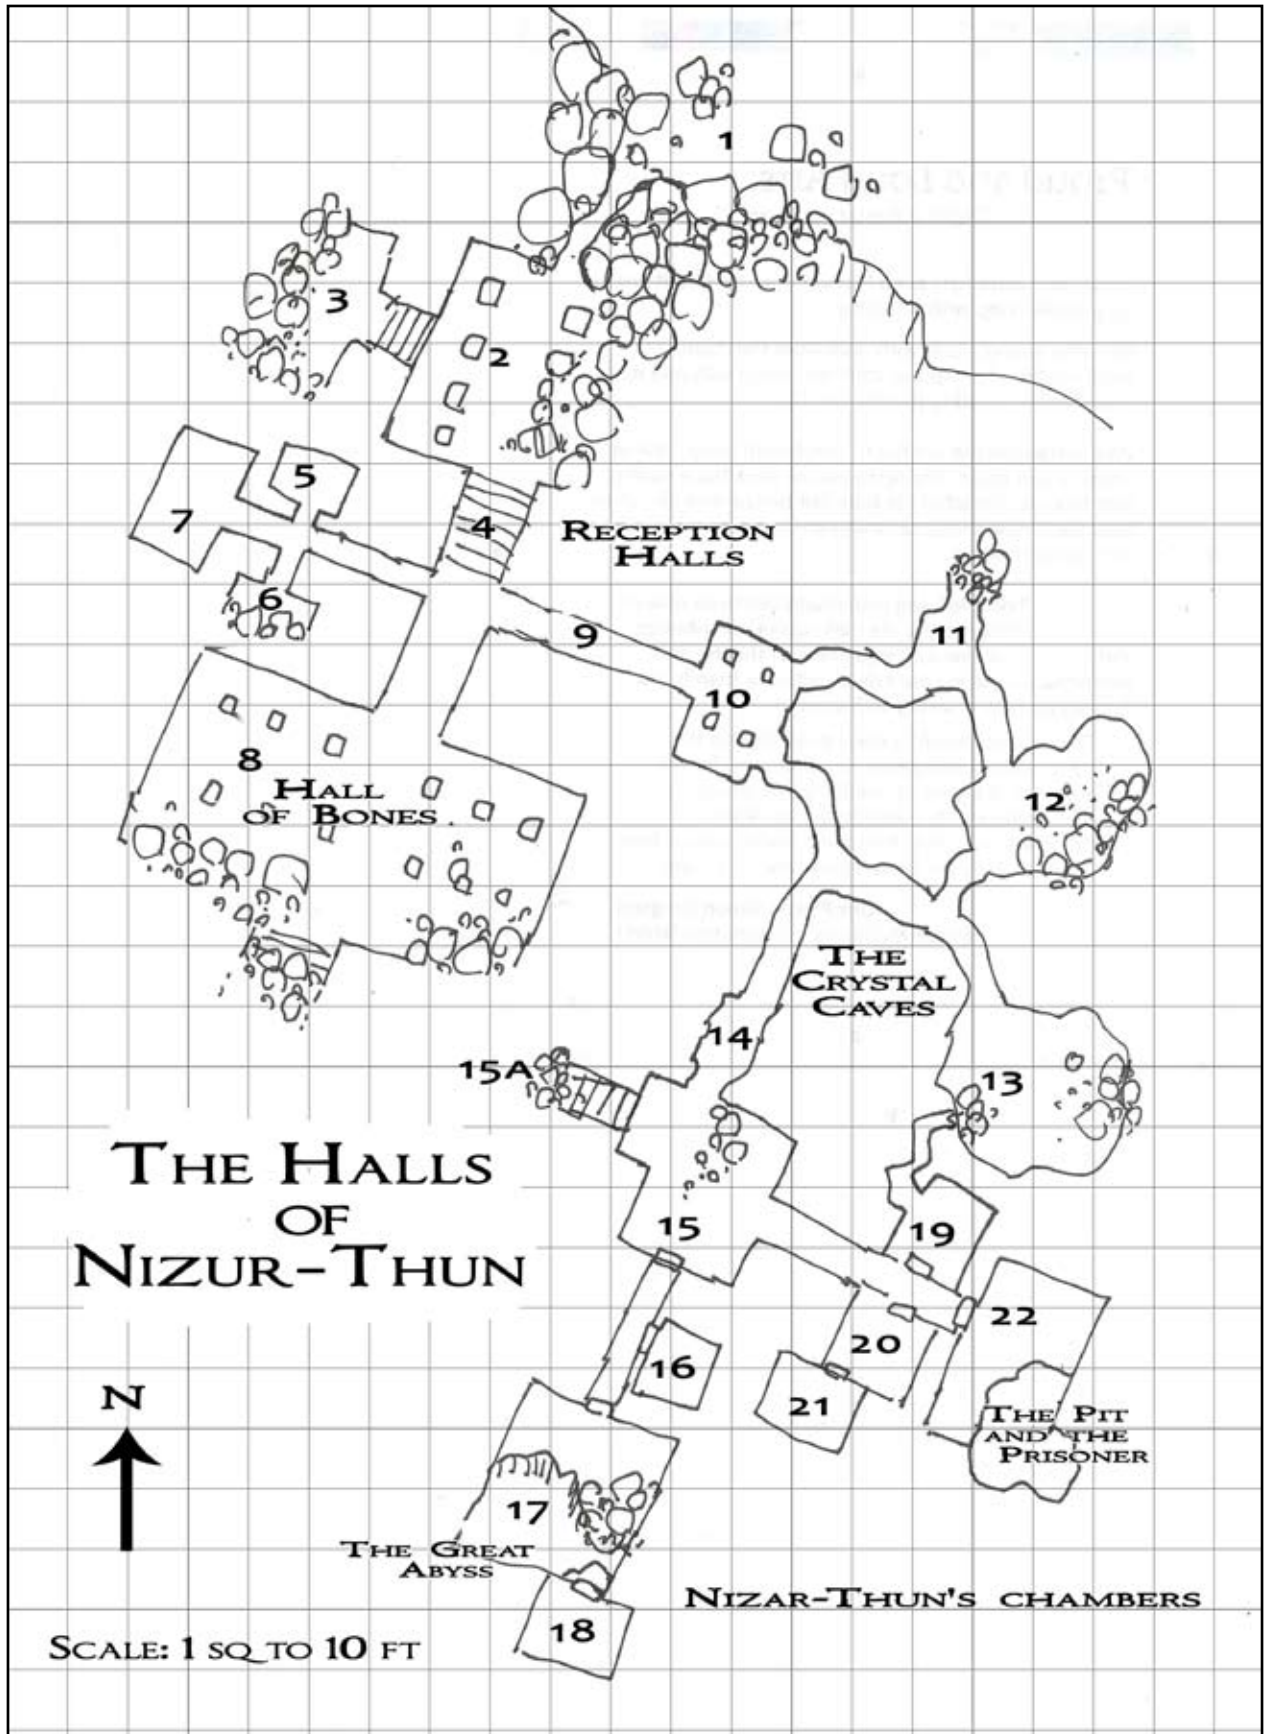 1
3
2
5
7
4
Reception
Halls
6
9
11
10
8
Hall
of Bones
12
The
Crystal
Caves
14
15A
13
The Halls
of
Nizur-Thun
15
19
22
20
16
21
N
The Pit
and the
Prisoner
17
The Great
Abyss
Nizar-Thun's chambers
18
Scale: 1 sq to 10 ft